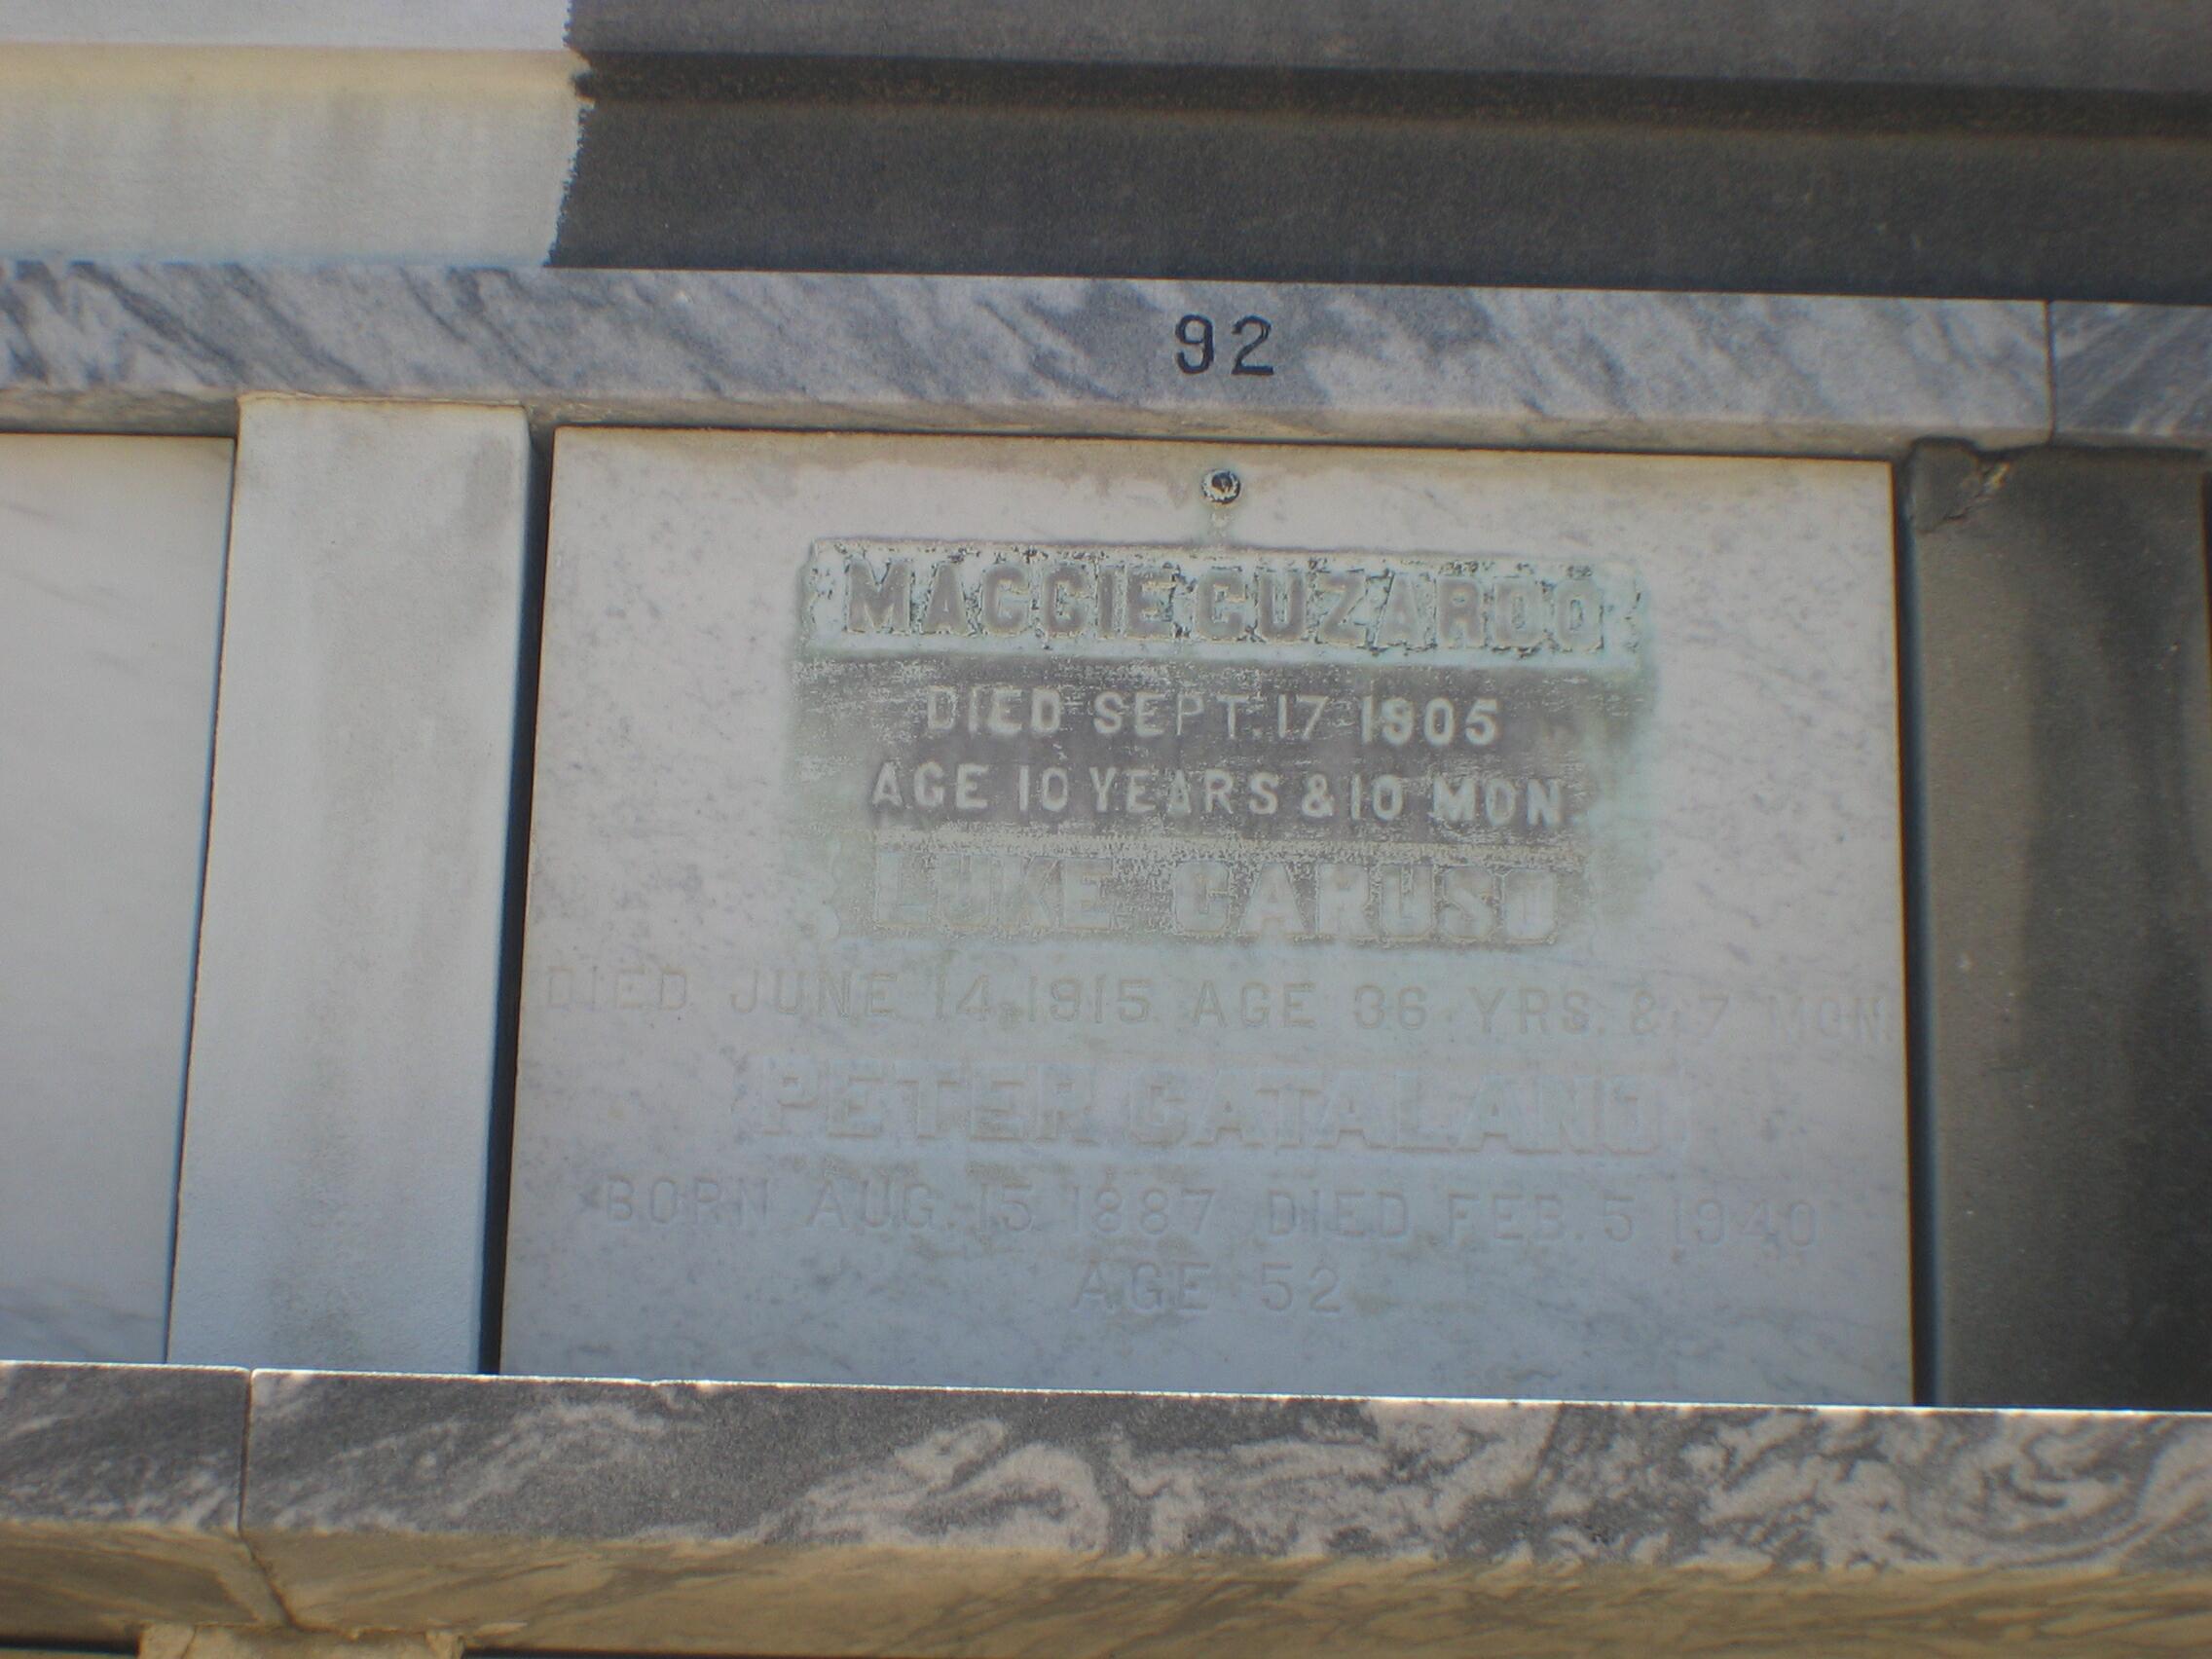 92
MAGGIE GUZARDO
DIED SEPT. 17 1905
AGE 10 YEARS & 10 MON.
LUKE CARUSO
DIED JUNE 14, 1915 AGE 36 YRS. & 7 MON.
PETER CATALANO
BORN AUG. 15 1887 DIED FEB. 5 1940
AGE 52